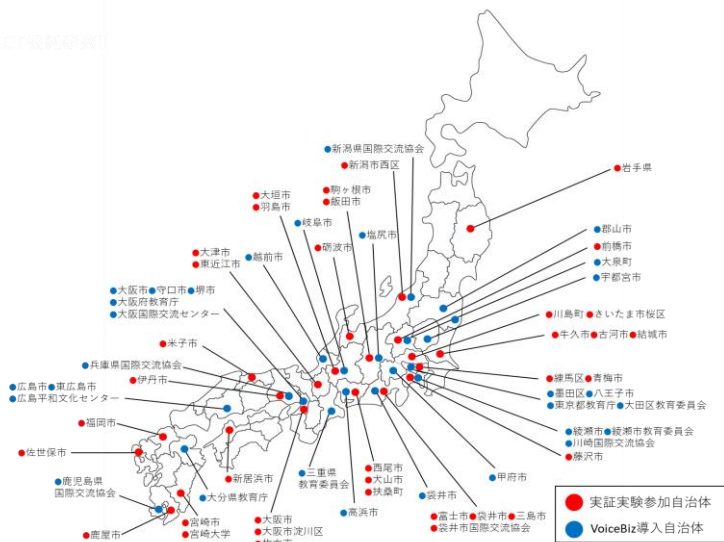 ●新潟県国際交流協会
●新潟市西区
●岩手県
●駒ヶ根市
●飯田市
●大垣市
●羽島市
●岐阜市
●塩尻市
●郡山市
●前橋市
●大泉町
●宇都宮市
●砺波市
●大津市
●東近江市
●越前市
●大阪市●守口市●堺市
●大阪府教育庁
●大阪国際交流センター
●川島町●さいたま市桜区
●牛久市●古河市●結城市
●米子市
●兵庫県国際交流協会
●伊丹市
●練馬区●青梅市
●墨田区●八王子市
●東京都教育庁●大田区教育委員会
●広島市●東広島市
●広島平和文化センター
●福岡市
●綾瀬市●綾瀬市教育委員会
●川崎国際交流協会
●藤沢市
●佐世保市
●新居浜市
●三重県
教育委員会
●西尾市
●犬山市
●扶桑町
●甲府市
●鹿児島県
国際交流協会
●大分県教育庁
●袋井市
●高浜市
●富士市●袋井市●三島市
●袋井市国際交流協会
●鹿屋市
●宮崎市
●宮崎大学
●大阪市
●大阪市淀川区
●実証実験参加自治体
●VoiceBiz導入自治体